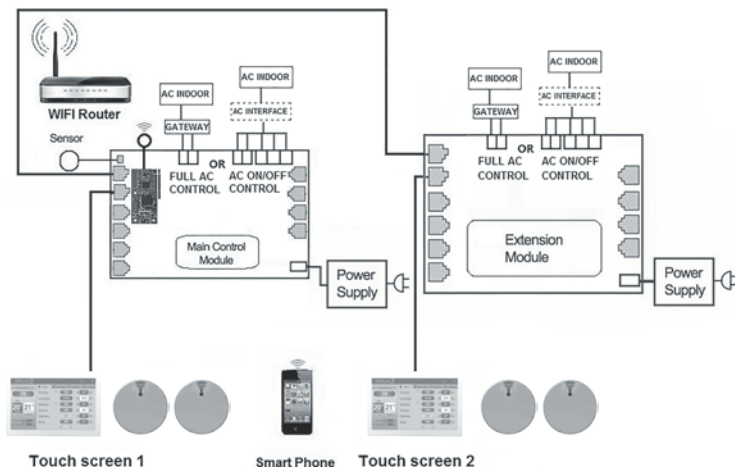 AC INDOOR
AC INDOOR
GATEWAY
AC INTERFACE
WIFI Router
Sensor
OR
FULL AC
CONTROL
AC ON/OFF
CONTROL
Main Control
Module
Power
Supply
AC INDOOR
AC INDOOR
GATEWAY
AC INTERFACE
OR
FULL AC
CONTROL
AC ON/OFF
CONTROL
Extension
Module
Power
Supply
Touch screen 1
Smart Phone
Touch screen 2